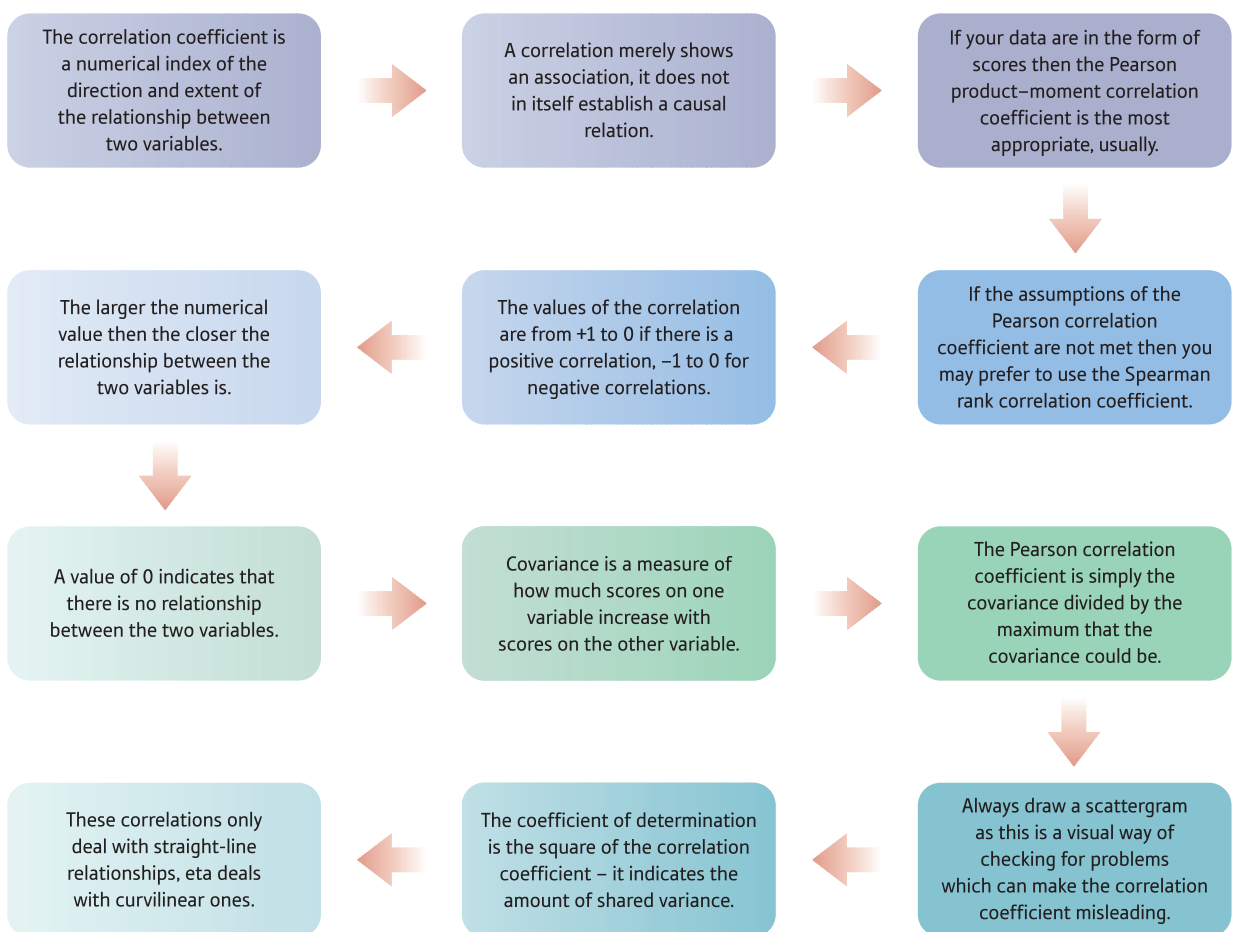 The correlation coefficient is
a numerical index of the
direction and extent of
the relationship between
two variables.
A correlation merely shows
an association, it does not
in itself establish a causal
relation.
If your data are in the form of
scores then the Pearson
product–moment correlation
coefficient is the most
appropriate, usually.
If the assumptions of the
Pearson correlation
coefficient are not met then you
may prefer to use the Spearman
rank correlation coefficient.
The values of the correlation
are from +1 to 0 if there is a
positive correlation, –1 to 0 for
negative correlations.
The larger the numerical
value then the closer the
relationship between the
two variables is.
A value of 0 indicates that
there is no relationship
between the two variables.
Covariance is a measure of
how much scores on one
variable increase with
scores on the other variable.
The Pearson correlation
coefficient is simply the
covariance divided by the
maximum that the
covariance could be.
Always draw a scattergram
as this is a visual way of
checking for problems
which can make the correlation
coefficient misleading.
The coefficient of determination
is the square of the correlation
coefficient – it indicates the
amount of shared variance.
These correlations only
deal with straight-line
relationships, eta deals
with curvilinear ones.